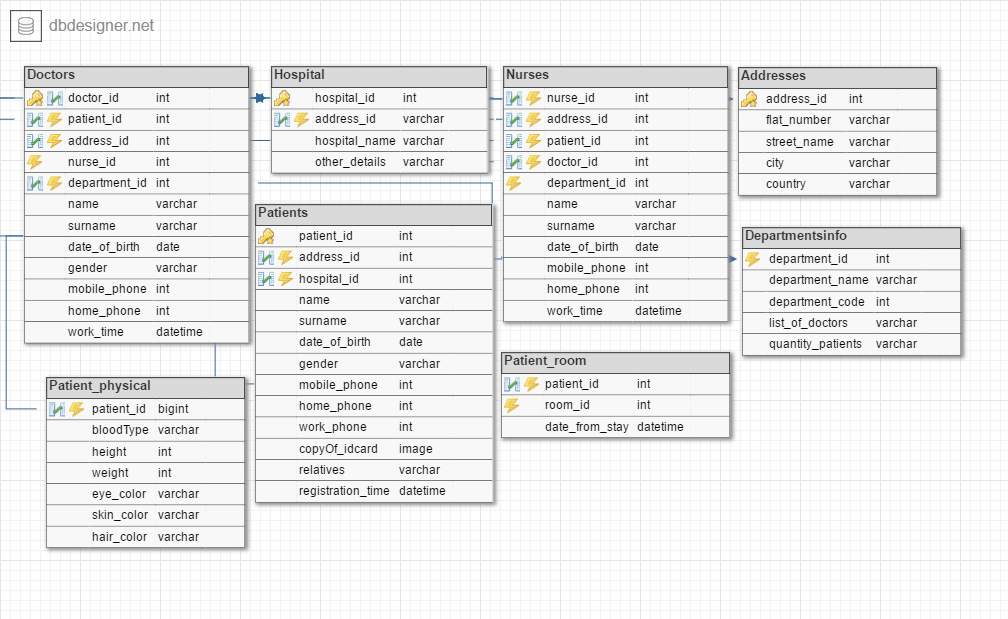 dbdesigner.net
Doctors
doctor_id int
patient_id int
address_id int
nurse_id int
department_id int
name varchar
surname varchar
date_of_birth date
gender varchar
mobile_phone int
home_phone int
work_time datetime
Hospital
hospital_id int
address_id varchar
hospital_name varchar
other_details varchar
Nurses
nurse_id int
address_id int
patient_id int
doctor_id int
department_id int
name varchar
surname varchar
date_of_birth date
mobile_phone int
home_phone int
work_time datetime
Addresses
address_id int
flat_number varchar
street_name varchar
city varchar
country varchar
Patients
patient_id int
address_id int
hospital_id int
name varchar
surname varchar
date_of_birth date
gender varchar
mobile_phone int
home_phone int
work_phone int
copyOf_idcard image
relatives varchar
registration_time datetime
Departmentsinfo
department_id int
department_name varchar
department_code int
list_of_doctors varchar
quantity_patients varchar
Patient_room
patient_id int
room_id int
date_from_stay datetime
Patient_physical
patient_id bigint
bloodType varchar
height int
weight int
eye_color varchar
skin_color varchar
hair_color varchar